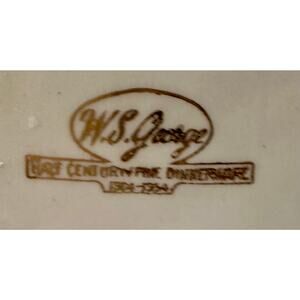 W.S. George
HALF CENTURY FINE DINNERWARE
1904-1954